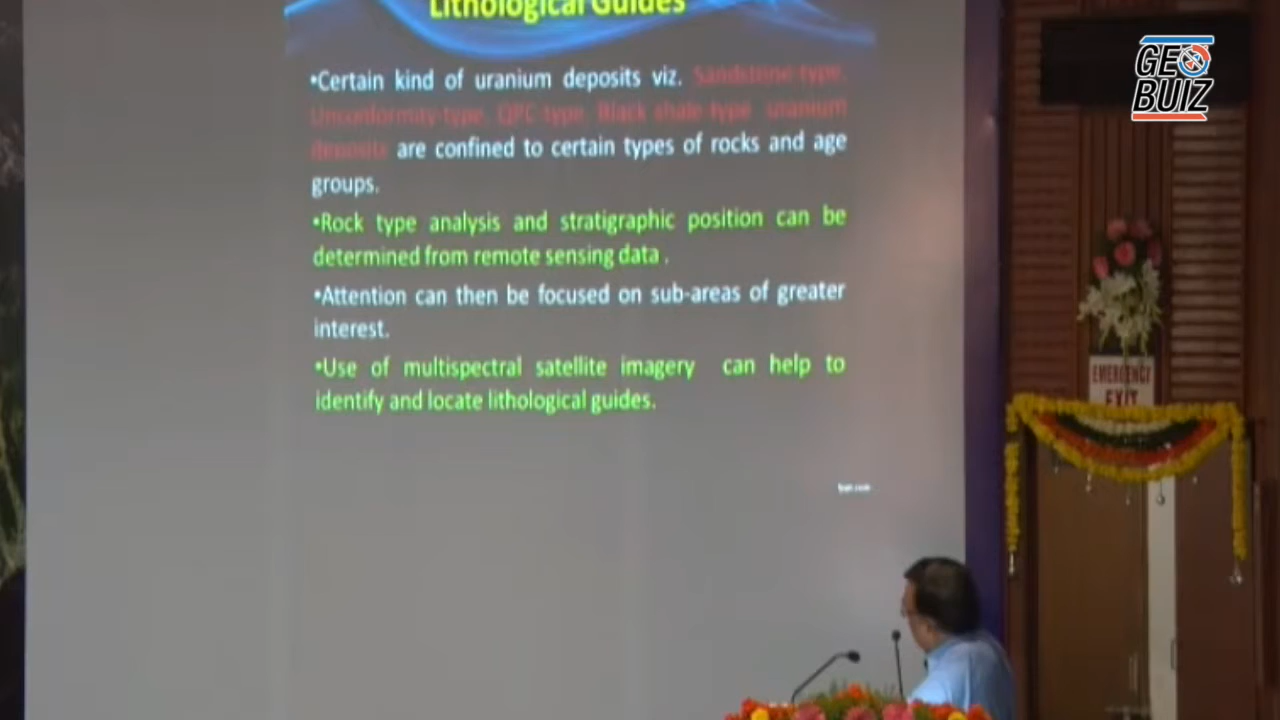 Lithological Guides
•Certain kind of uranium deposits viz. Sandstone-type,
Unconformity-type, QPC type, Black shale-type uranium
deposits are confined to certain types of rocks and age
groups.
•Rock type analysis and stratigraphic position can be
determined from remote sensing data .
•Attention can then be focused on sub-areas of greater
interest.
•Use of multispectral satellite imagery can help to
identify and locate lithological guides.
GEO
BUIZ
EMERGENCY
EXIT